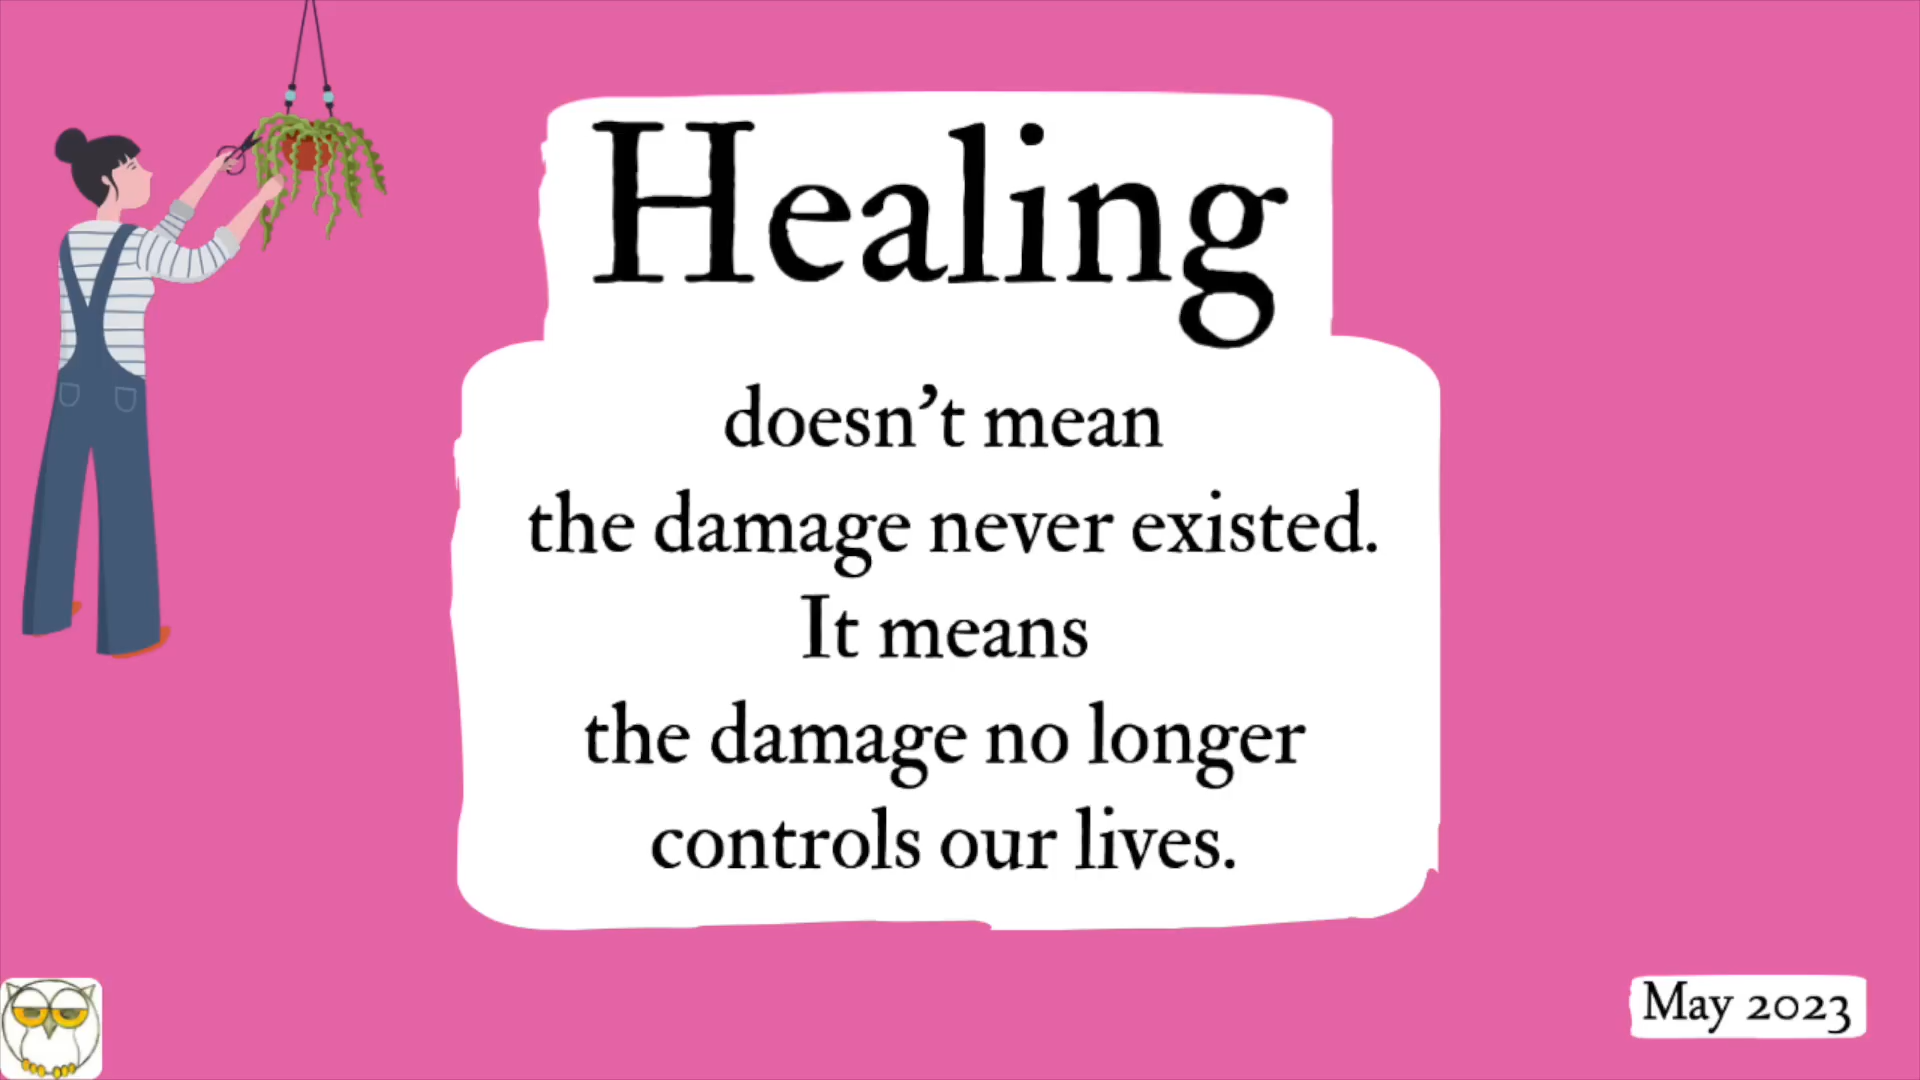 Healing
doesn’t mean
the damage never existed.
It means
the damage no longer
controls our lives.
May 2023